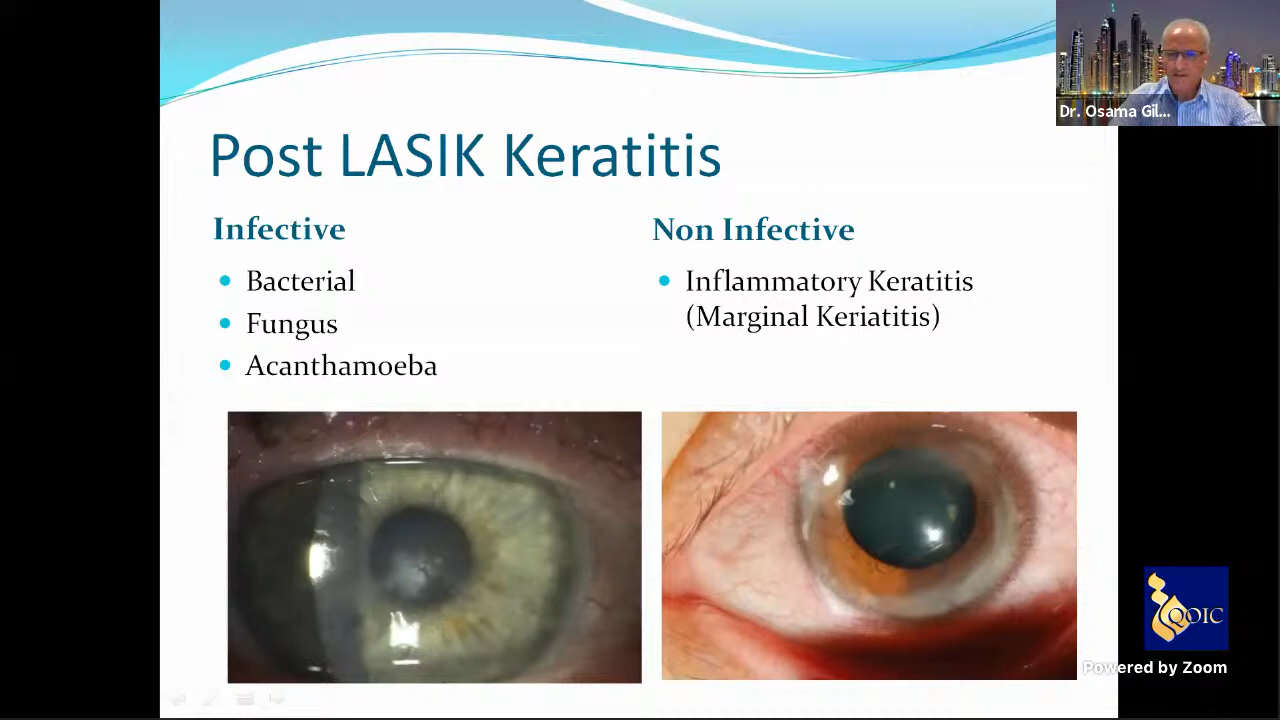 Post LASIK Keratitis
Infective
Bacterial
Fungus
Acanthamoeba
Non Infective
Inflammatory Keratitis
(Marginal Keriatitis)
Dr. Osama Gil...
QOIC
Powered by Zoom